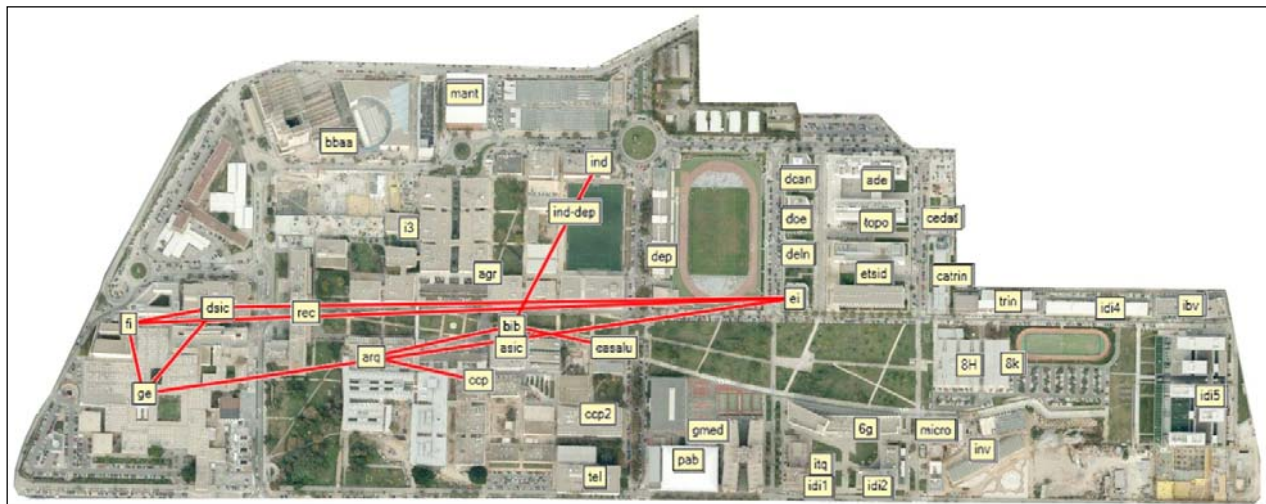 mant
bbaa
ind
dcan
ade
ind-dep
doe
topo
cedat
i3
dep
deln
agr
etsid
catrin
dsic
ei
trin
idi4
ibv
rec
fi
bib
asic
casalu
arq
8H
8k
ccp
ge
idi5
ccp2
gmed
6g
micro
inv
pab
itq
tel
idi1
idi2